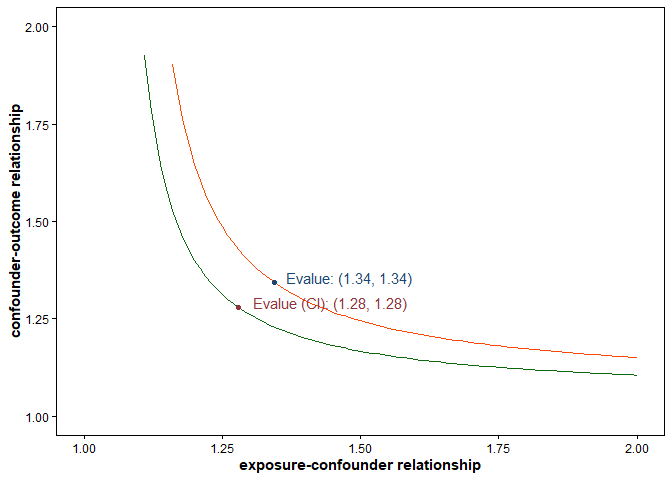 2.00
1.75
1.50
1.25
1.00
confounder-outcome relationship
Evalue: (1.34, 1.34)
Evalue (CI): (1.28, 1.28)
1.00 1.25 1.50 1.75 2.00
exposure-confounder relationship